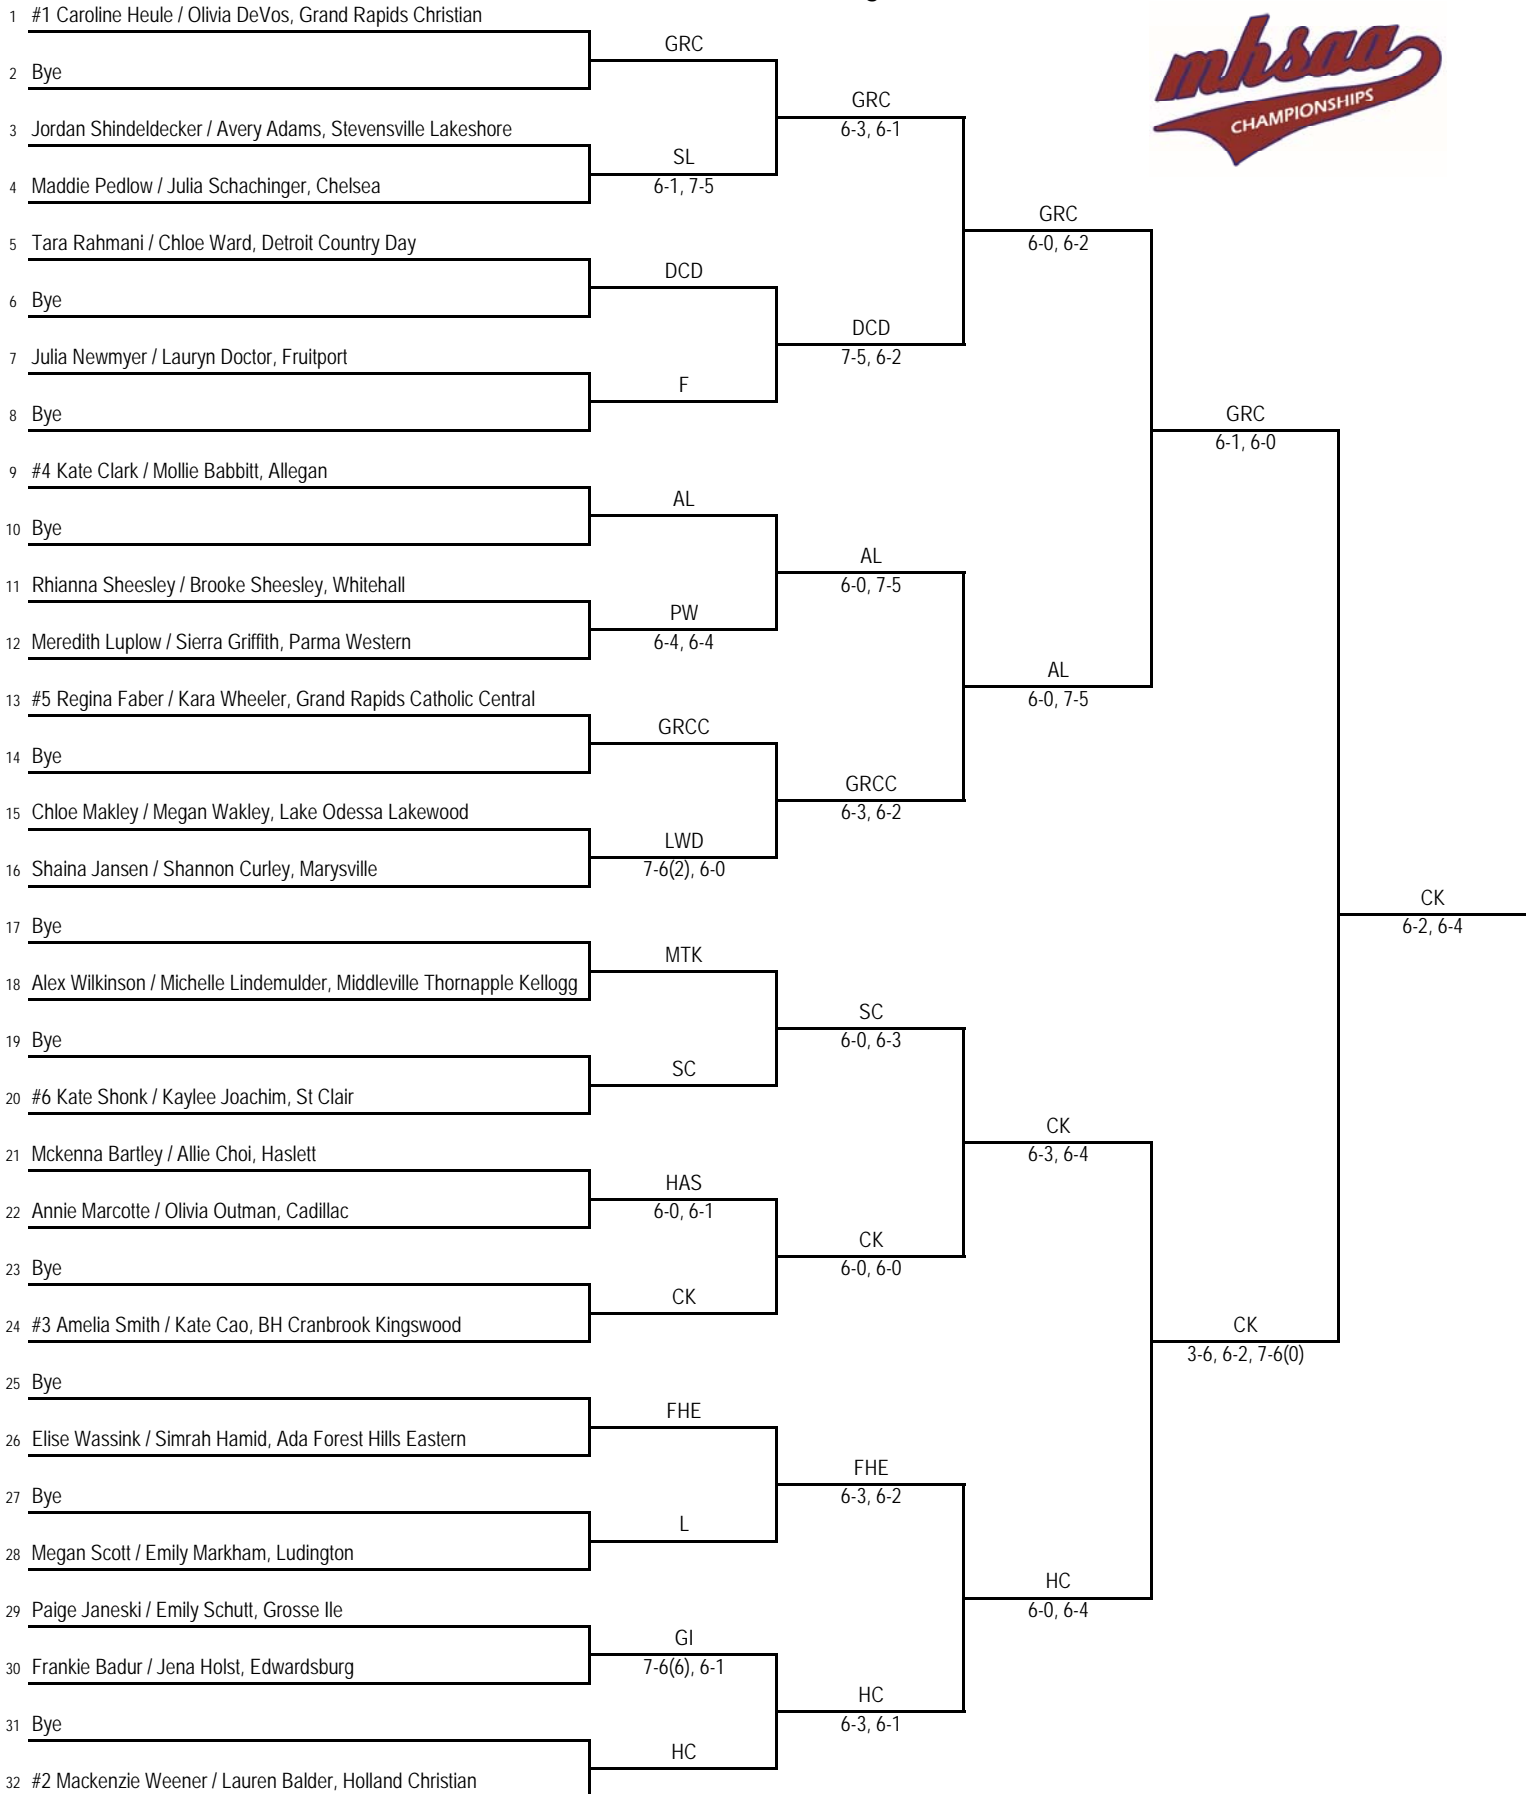 1 #1 Caroline Heule / Olivia DeVos, Grand Rapids Christian
GRC
2 Bye
GRC
6-3, 6-1
3 Jordan Shindeldecker / Avery Adams, Stevensville Lakeshore
SL
6-1, 7-5
4 Maddie Pedlow / Julia Schachinger, Chelsea
GRC
6-0, 6-2
5 Tara Rahmani / Chloe Ward, Detroit Country Day
DCD
6 Bye
DCD
7-5, 6-2
7 Julia Newmyer / Lauryn Doctor, Fruitport
F
8 Bye
GRC
6-1, 6-0
9 #4 Kate Clark / Mollie Babbitt, Allegan
AL
10 Bye
AL
6-0, 7-5
11 Rhianna Sheesley / Brooke Sheesley, Whitehall
PW
6-4, 6-4
12 Meredith Luplow / Sierra Griffith, Parma Western
AL
6-0, 7-5
13 #5 Regina Faber / Kara Wheeler, Grand Rapids Catholic Central
GRCC
14 Bye
GRCC
6-3, 6-2
15 Chloe Makley / Megan Wakley, Lake Odessa Lakewood
LWD
7-6(2), 6-0
16 Shaina Jansen / Shannon Curley, Marysville
CK
6-2, 6-4
17 Bye
MTK
18 Alex Wilkinson / Michelle Lindemulder, Middleville Thornapple Kellogg
SC
6-0, 6-3
19 Bye
SC
20 #6 Kate Shonk / Kaylee Joachim, St Clair
CK
6-3, 6-4
21 Mckenna Bartley / Allie Choi, Haslett
HAS
6-0, 6-1
22 Annie Marcotte / Olivia Outman, Cadillac
CK
6-0, 6-0
23 Bye
CK
24 #3 Amelia Smith / Kate Cao, BH Cranbrook Kingswood
CK
3-6, 6-2, 7-6(0)
25 Bye
FHE
26 Elise Wassink / Simrah Hamid, Ada Forest Hills Eastern
FHE
6-3, 6-2
27 Bye
L
28 Megan Scott / Emily Markham, Ludington
HC
6-0, 6-4
29 Paige Janeski / Emily Schutt, Grosse Ile
GI
7-6(6), 6-1
30 Frankie Badur / Jena Holst, Edwardsburg
HC
6-3, 6-1
31 Bye
HC
32 #2 Mackenzie Weener / Lauren Balder, Holland Christian
mhsaa
CHAMPIONSHIPS